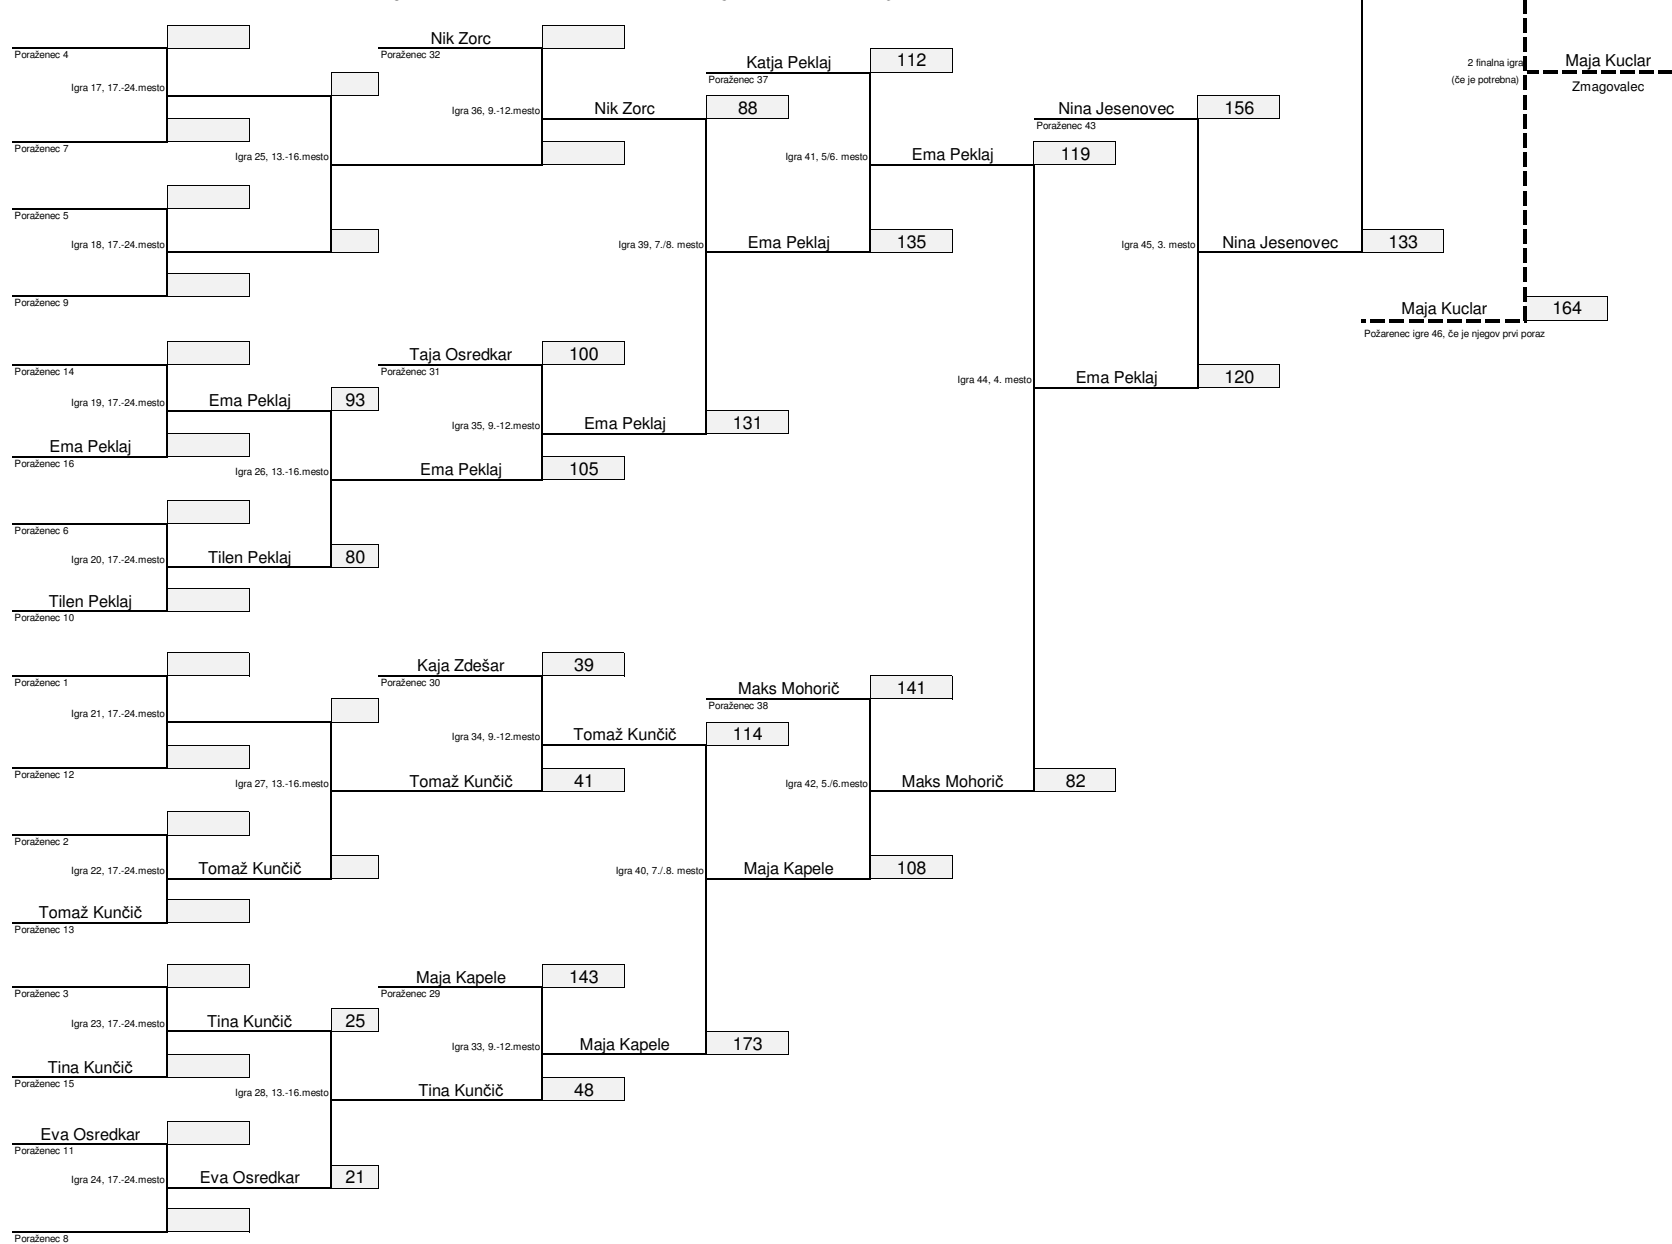 Nik Zorc
Poraženec 4
Poraženec 32
Katja Peklaj
112
2 finalna igra
Maja Kuclar
Poraženec 37
(če je potrebna)
Zmagovalec
Igra 17, 17.-24.mesto
Igra 36, 9.-12.mesto
Nik Zorc
88
Nina Jesenovec
156
Poraženec 43
Poraženec 7
Igra 25, 13.-16.mesto
Igra 41, 5/6. mesto
Ema Peklaj
119
Poraženec 5
Igra 18, 17.-24.mesto
Igra 39, 7./8. mesto
Ema Peklaj
135
Igra 45, 3. mesto
Nina Jesenovec
133
Poraženec 9
Maja Kuclar
164
Požarenec igre 46, če je njegov prvi poraz
Taja Osredkar
100
Poraženec 14
Poraženec 31
Igra 44, 4. mesto
Ema Peklaj
120
Igra 19, 17.-24.mesto
Ema Peklaj
93
Igra 35, 9.-12.mesto
Ema Peklaj
131
Ema Peklaj
Poraženec 16
Igra 26, 13.-16.mesto
Ema Peklaj
105
Poraženec 6
Igra 20, 17.-24.mesto
Tilen Peklaj
80
Tilen Peklaj
Poraženec 10
Kaja Zdešar
39
Poraženec 1
Poraženec 30
Maks Mohorič
141
Poraženec 38
Igra 21, 17.-24.mesto
Igra 34, 9.-12.mesto
Tomaž Kunčič
114
Poraženec 12
Igra 27, 13.-16.mesto
Tomaž Kunčič
41
Igra 42, 5./6.mesto
Maks Mohorič
82
Poraženec 2
Igra 22, 17.-24.mesto
Tomaž Kunčič
Igra 40, 7./.8. mesto
Maja Kapele
108
Tomaž Kunčič
Poraženec 13
Maja Kapele
143
Poraženec 3
Poraženec 29
Igra 23, 17.-24.mesto
Tina Kunčič
25
Igra 33, 9.-12.mesto
Maja Kapele
173
Tina Kunčič
Poraženec 15
Igra 28, 13.-16.mesto
Tina Kunčič
48
Eva Osredkar
Poraženec 11
Igra 24, 17.-24.mesto
Eva Osredkar
21
Poraženec 8